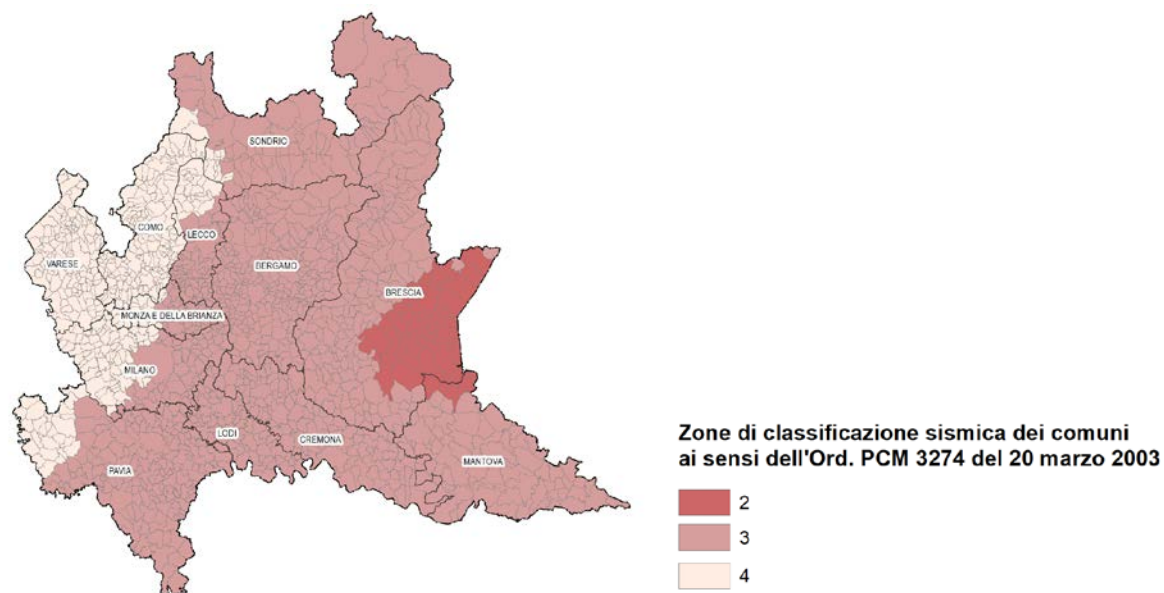 SONDRIO
COMO
LECCO
VARESE
BERGAMO
BRESCIA
MONZA E DELLA BRIANZA
MILANO
LODI
CREMONA
MANTOVA
PAVIA
Zone di classificazione sismica dei comuni
ai sensi dell'Ord. PCM 3274 del 20 marzo 2003
2
3
4